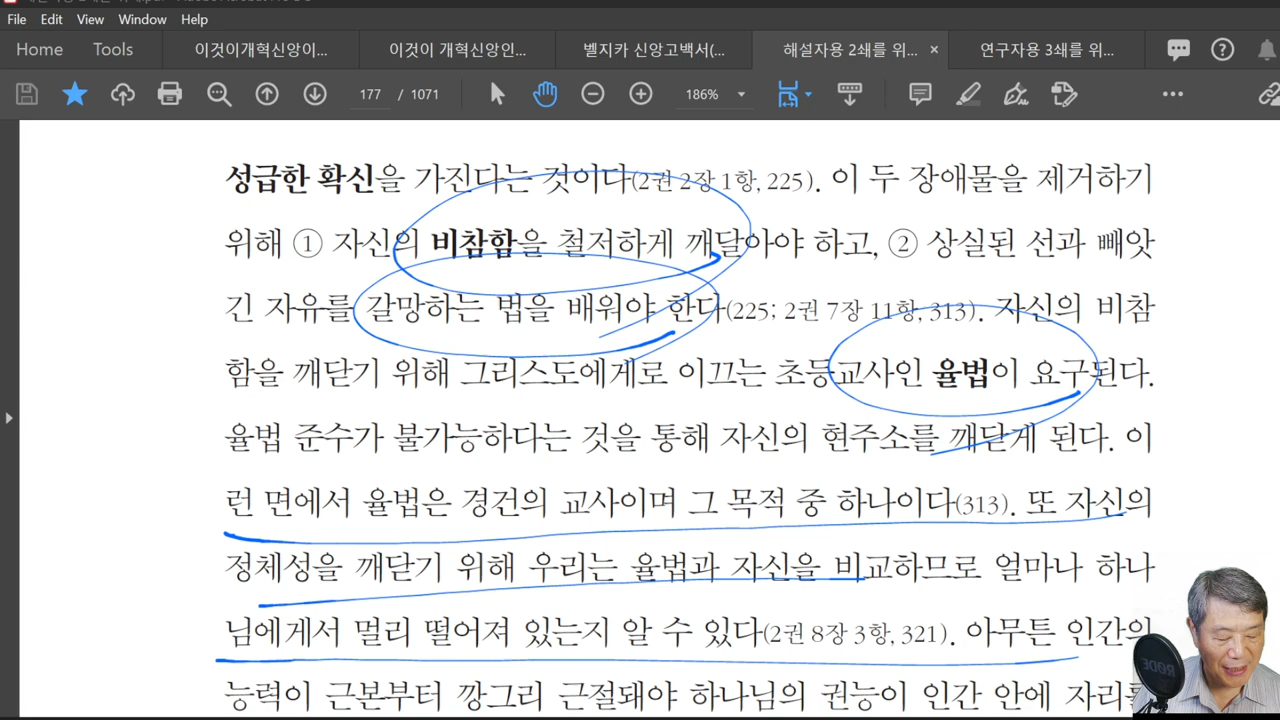 File Edit View Window Help
Home Tools 이것이개혁신앙이... 이것이 개혁신앙인... 벨지카 신앙고백서(... 해설자용 2쇄를 위... × 연구자용 3쇄를 위...
177 / 1071 186%
성급한 확신을 가진다는 것이다(2권 2장 1항, 225). 이 두 장애물을 제거하기
위해 ① 자신의 비참함을 철저하게 깨달아야 하고, ② 상실된 선과 빼앗
긴 자유를 갈망하는 법을 배워야 한다(225; 2권 7장 11항, 313). 자신의 비참
함을 깨닫기 위해 그리스도에게로 이끄는 초등교사인 율법이 요구된다.
율법 준수가 불가능하다는 것을 통해 자신의 현주소를 깨닫게 된다. 이
런 면에서 율법은 경건의 교사이며 그 목적 중 하나이다(313). 또 자신의
정체성을 깨닫기 위해 우리는 율법과 자신을 비교하므로 얼마나 하나
님에게서 멀리 떨어져 있는지 알 수 있다(2권 8장 3항, 321). 아무튼 인간의
능력이 근본부터 깡그리 근절돼야 하나님의 권능이 인간 안에 자리를
RODE